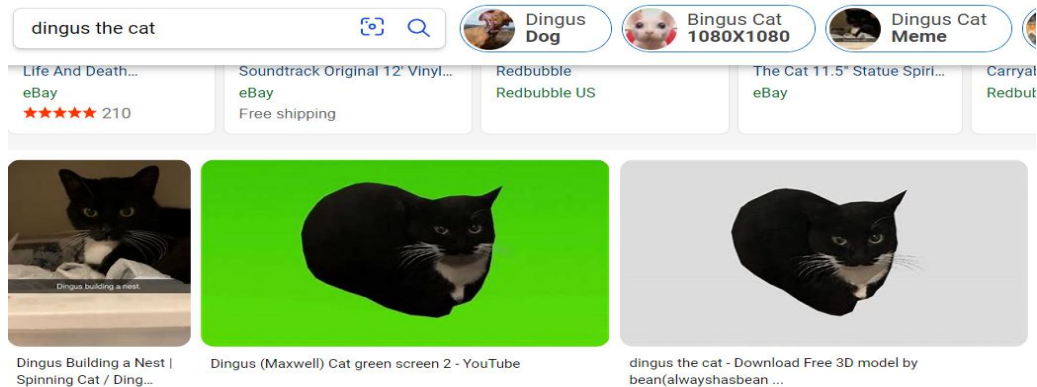 dingus the cat
Dingus
Dog
Bingus Cat
1080X1080
Dingus Cat
Meme
Life And Death...
eBay
210
Soundtrack Original 12' Vinyl...
eBay
Free shipping
Redbubble
Redbubble US
The Cat 11.5" Statue Spiri...
eBay
Carryal
Redbub
Dingus building a nest.
Dingus Building a Nest |
Spinning Cat / Ding...
Dingus (Maxwell) Cat green screen 2 - YouTube
dingus the cat - Download Free 3D model by
bean(alwayshasbean ...